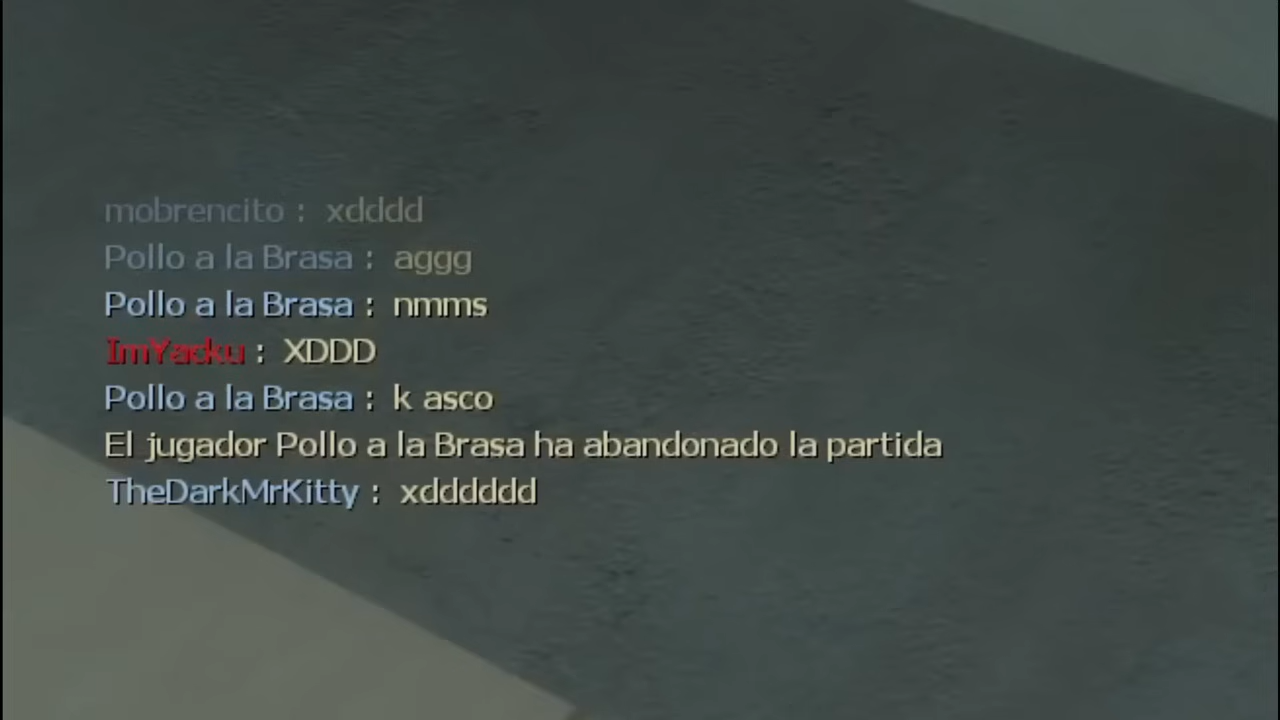 mobrencito : xdddd
Pollo a la Brasa : aggg
Pollo a la Brasa : nmms
ImYacku : XDDD
Pollo a la Brasa : k asco
El jugador Pollo a la Brasa ha abandonado la partida
TheDarkMrKitty : xdddddd